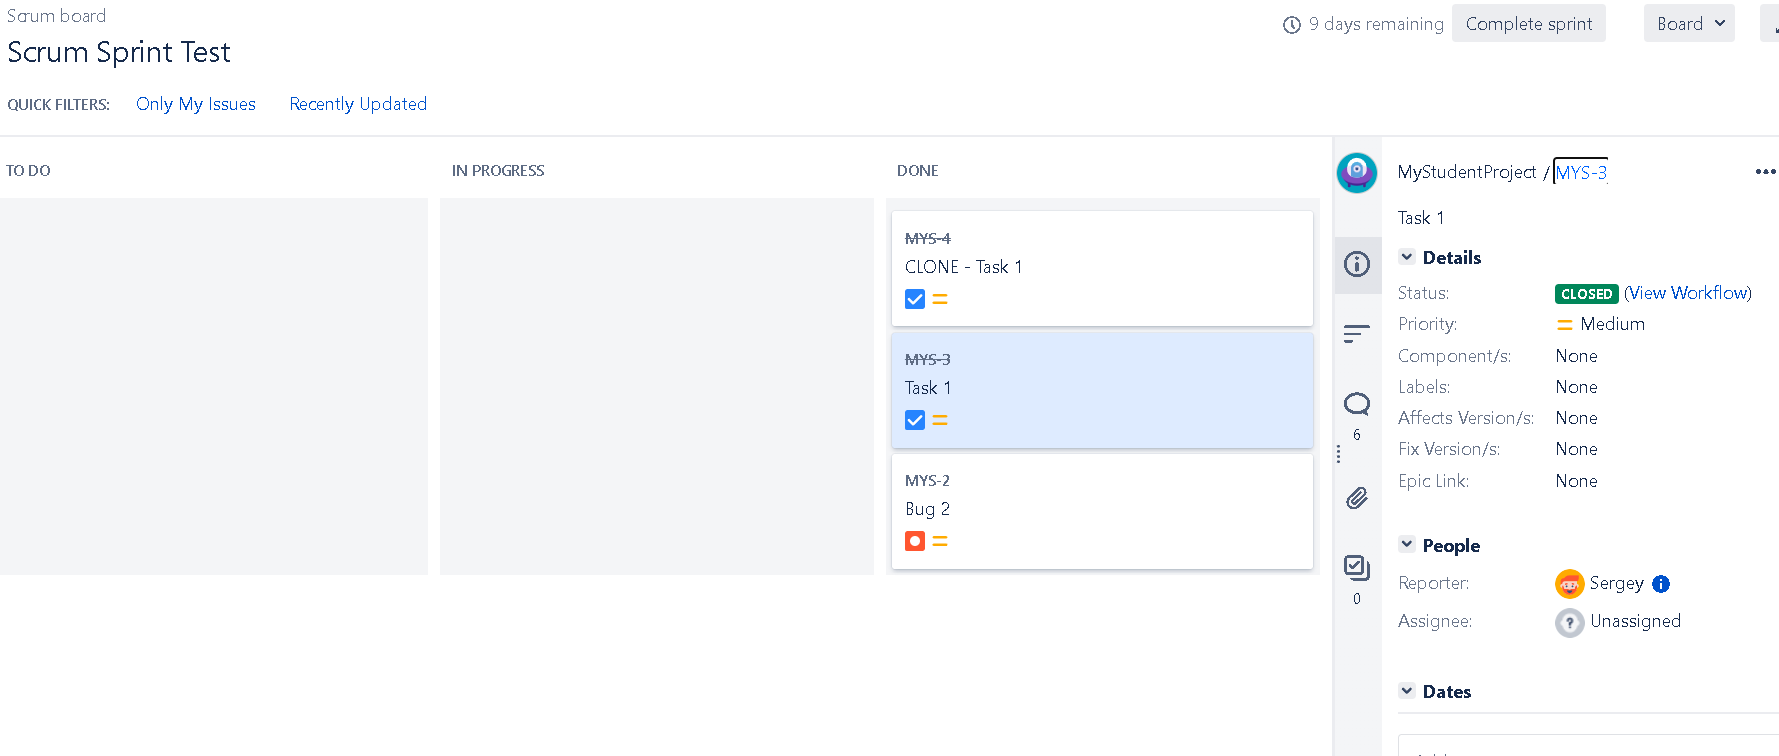 Scrum board
Scrum Sprint Test
9 days remaining
Complete sprint
Board
QUICK FILTERS:
Only My Issues
Recently Updated
TO DO
IN PROGRESS
DONE
MYS-4
CLONE - Task 1
MYS-3
Task 1
MYS-2
Bug 2
6
0
MyStudentProject / MYS-3
Task 1
Details
Status: CLOSED (View Workflow)
Priority: Medium
Component/s: None
Labels: None
Affects Version/s: None
Fix Version/s: None
Epic Link: None
People
Reporter: Sergey
Assignee: Unassigned
Dates